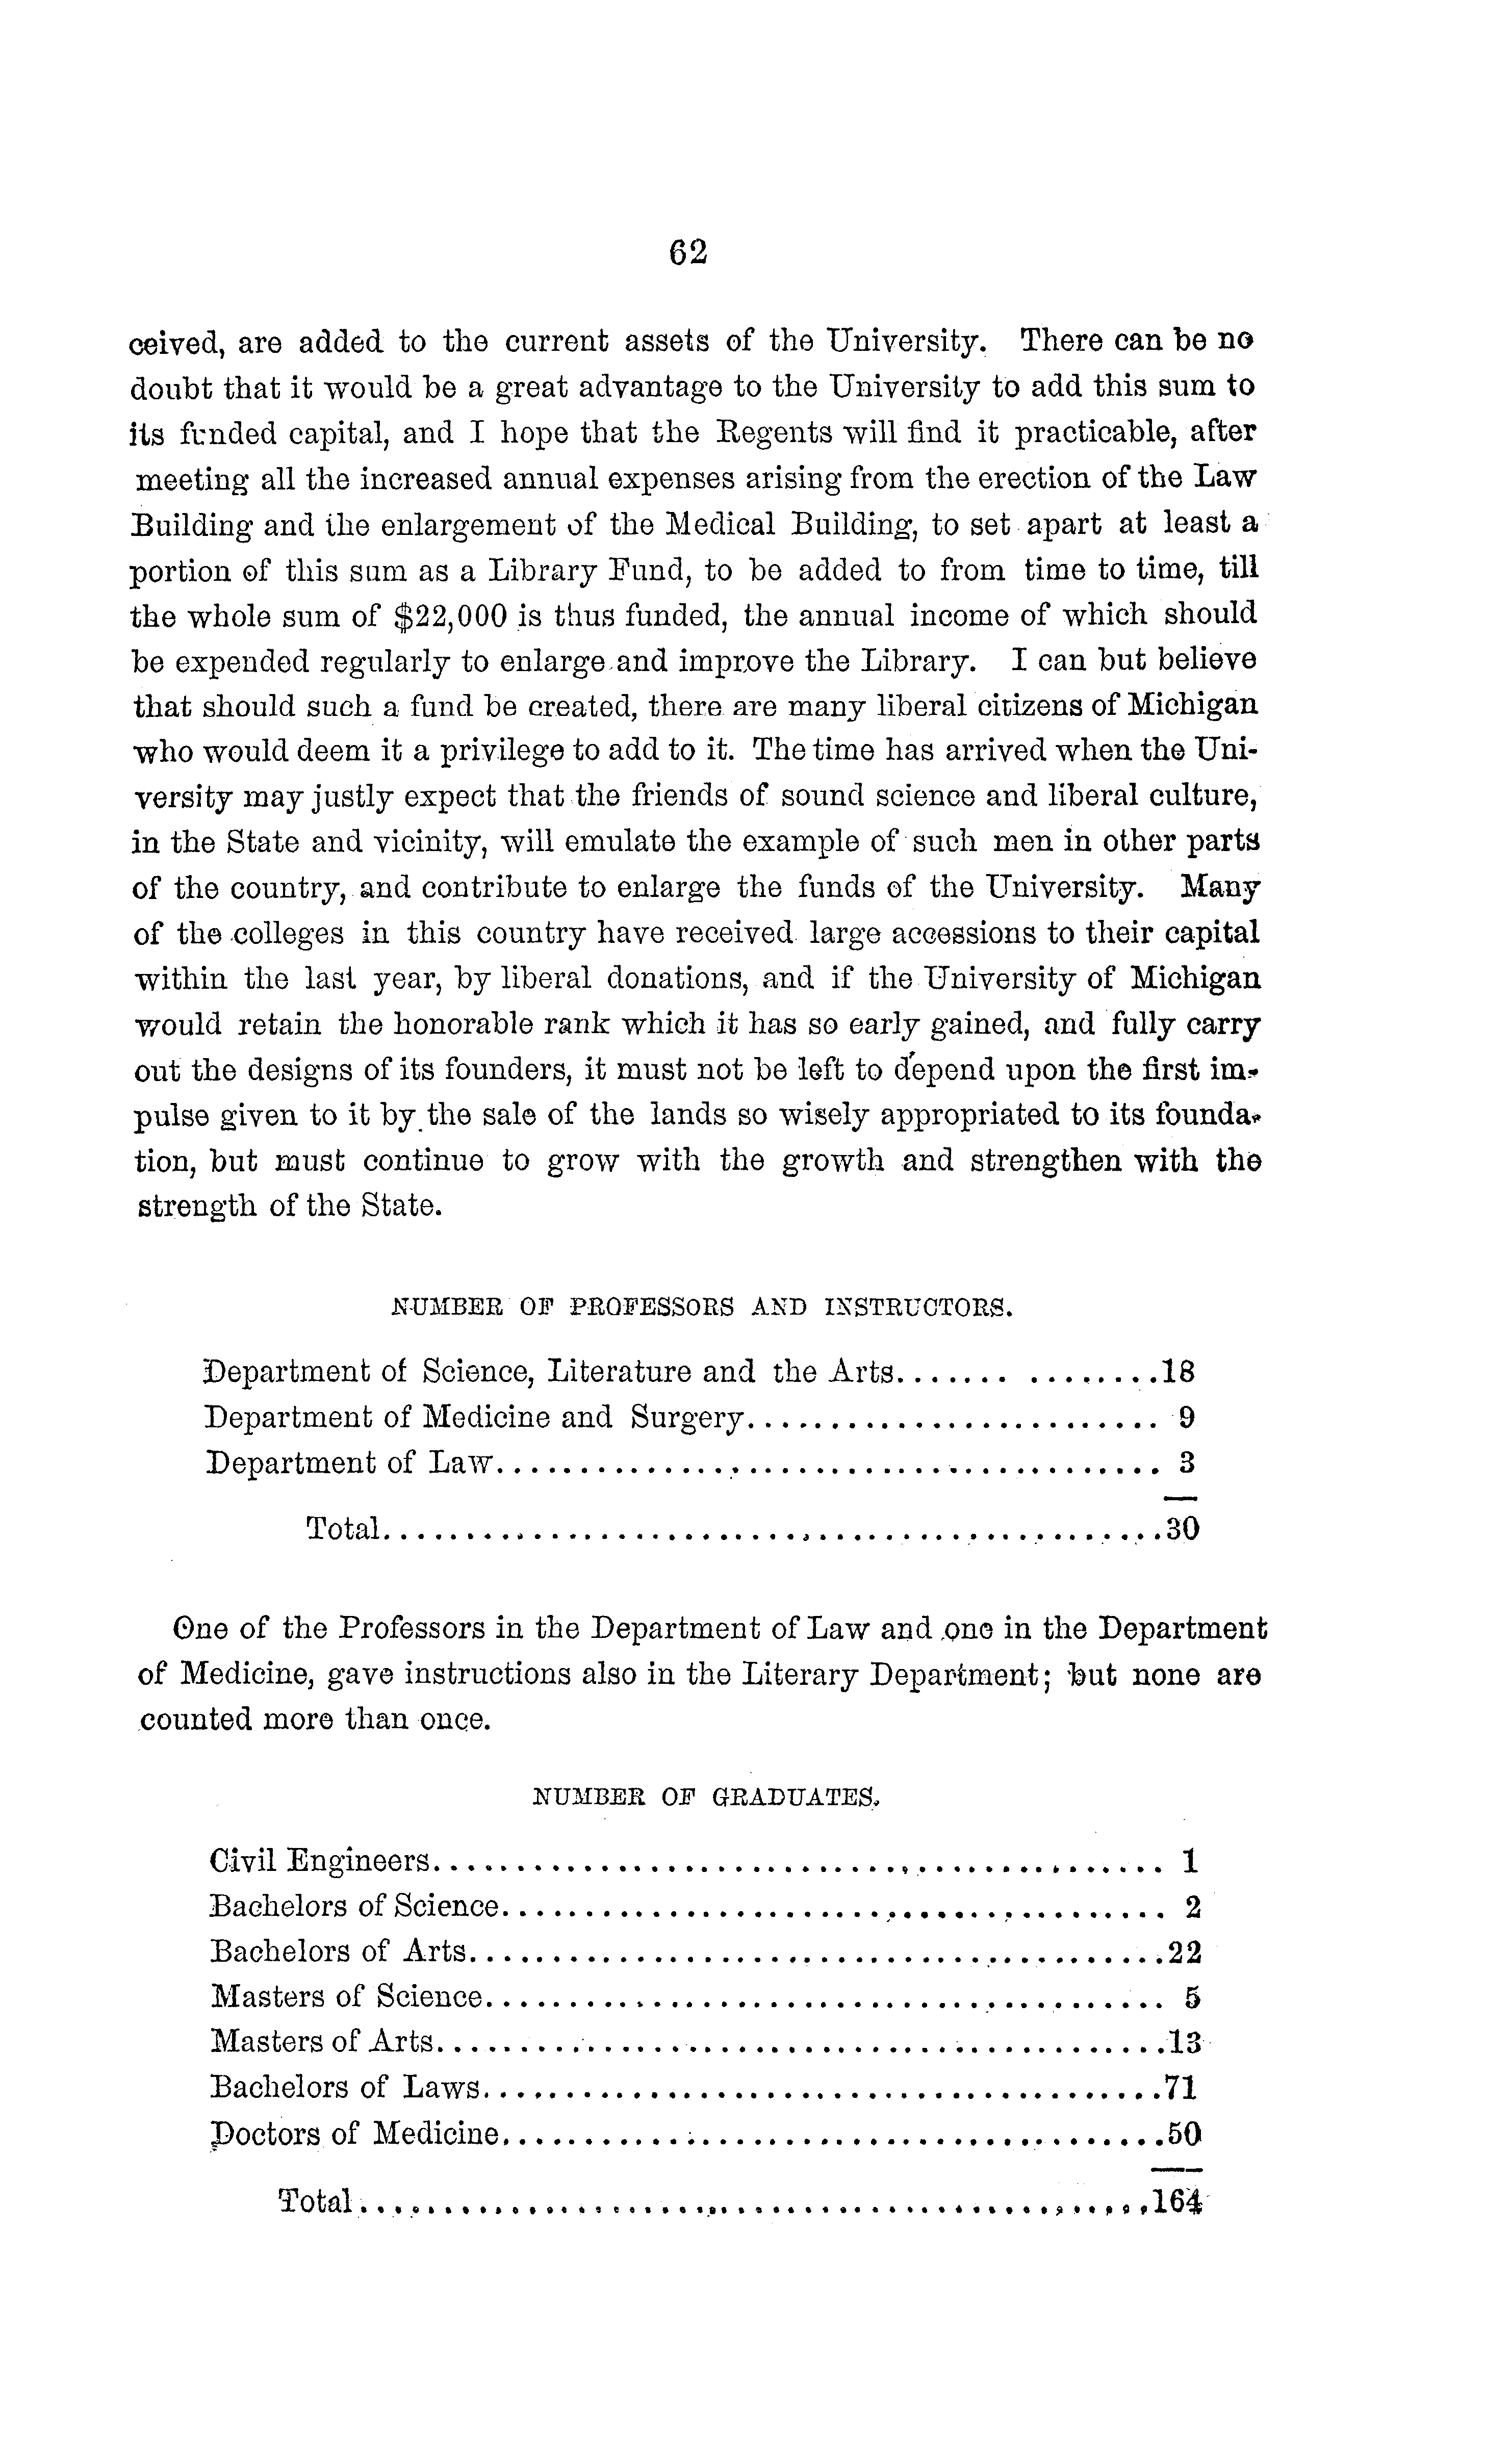 62
ceived, are added to the current assets of the University. There can be no
doubt that it would be a great advantage to the University to add this sum to
its funded capital, and I hope that the Regents will find it practicable, after
meeting all the increased annual expenses arising from the erection of the Law
Building and the enlargement of the Medical Building, to set apart at least a
portion of this sum as a Library Fund, to be added to from time to time, till
the whole sum of $22,000 is thus funded, the annual income of which should
be expended regularly to enlarge and improve the Library. I can but believe
that should such a fund be created, there are many liberal citizens of Michigan
who would deem it a privilege to add to it. The time has arrived when the Uni-
versity may justly expect that the friends of sound science and liberal culture,
in the State and vicinity, will emulate the example of such men in other parts
of the country, and contribute to enlarge the funds of the University. Many
of the colleges in this country have received large accessions to their capital
within the last year, by liberal donations, and if the University of Michigan
would retain the honorable rank which it has so early gained, and fully carry
out the designs of its founders, it must not be left to depend upon the first im-
pulse given to it by the sale of the lands so wisely appropriated to its founda-
tion, but must continue to grow with the growth and strengthen with the
strength of the State.
NUMBER OF PROFESSORS AND INSTRUCTORS.
Department of Science, Literature and the Arts............... 18
Department of Medicine and Surgery......................... 9
Department of Law........................................ 3
Total............................................... 30
One of the Professors in the Department of Law and one in the Department
of Medicine, gave instructions also in the Literary Department; but none are
counted more than once.
NUMBER OF GRADUATES.
Civil Engineers............................................ 1
Bachelors of Science........................................ 2
Bachelors of Arts.......................................... 22
Masters of Science......................................... 5
Masters of Arts............................................ 13
Bachelors of Laws......................................... 71
Doctors of Medicine........................................ 50
Total................................................ 164